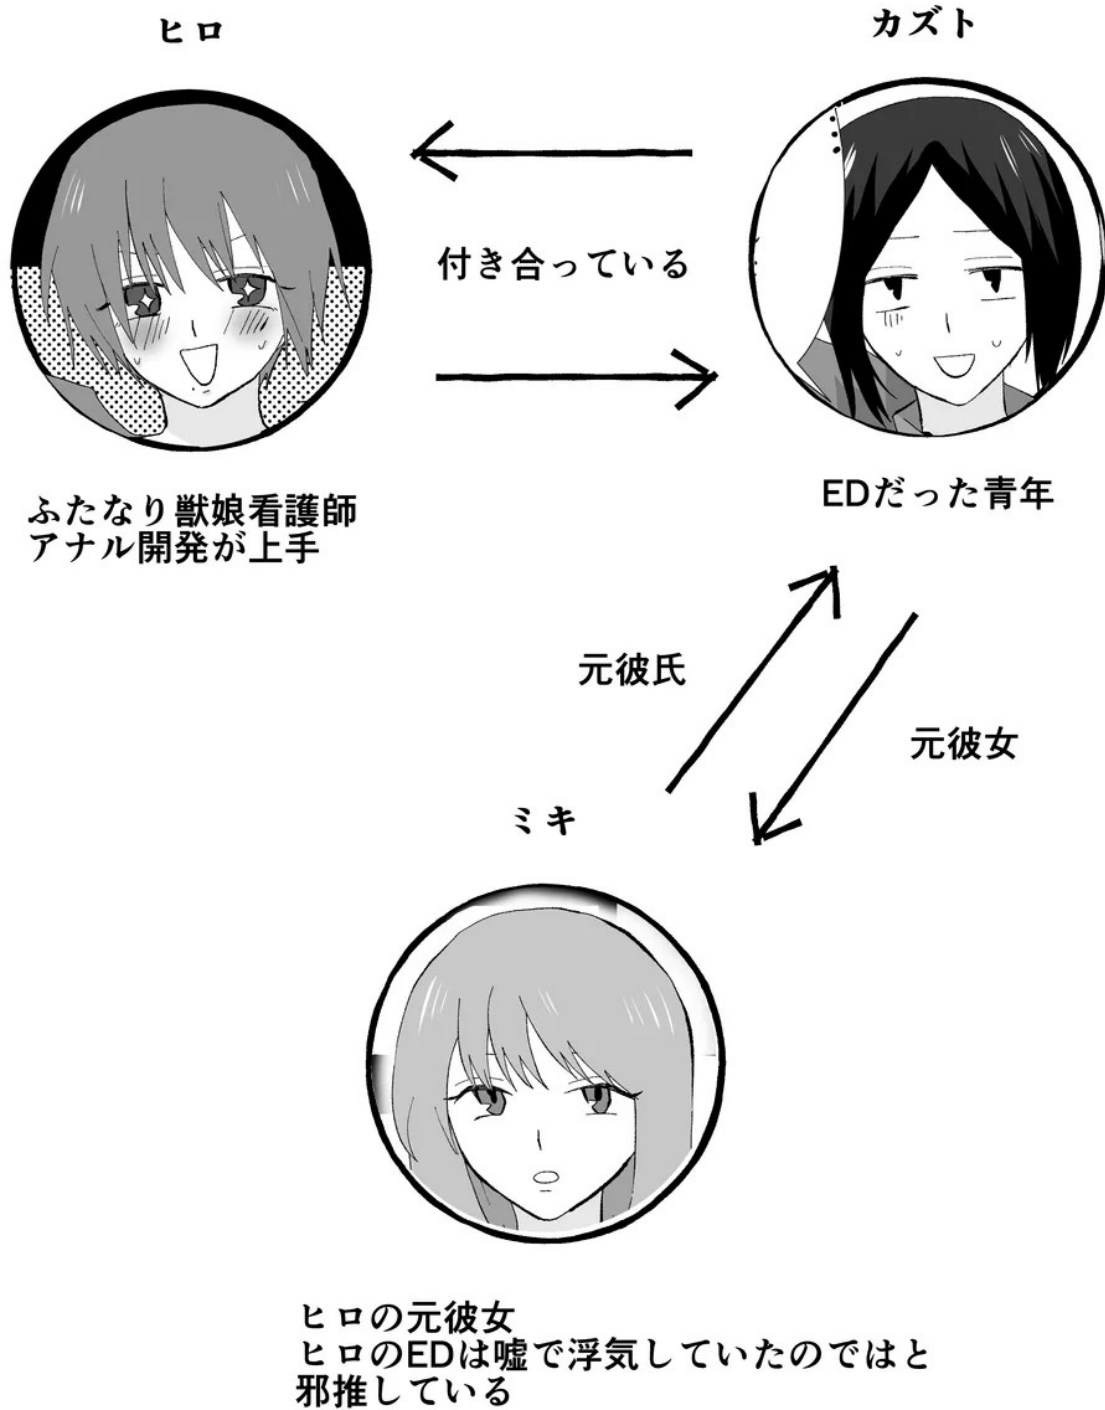 ヒロ
カズト
付き合っている
ふたなり獣娘看護師
アナル開発が上手
EDだった青年
元彼氏
元彼女
ミキ
ヒロの元彼女
ヒロのEDは嘘で浮気していたのではと
邪推している